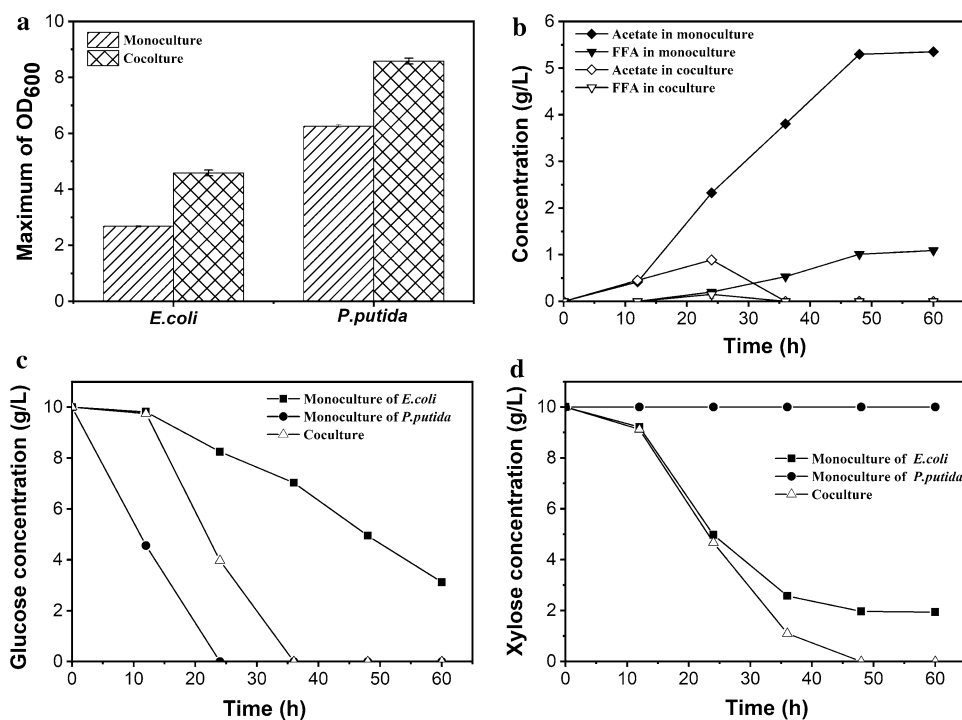 a
Monoculture
Cocolture
Maximum of OD600
10
8
6
4
2
0
E.coli
P.putida
b
Acetate in monoculture
FFA in monoculture
Acetate in coculture
FFA in coculture
Concentration (g/L)
6
5
4
3
2
1
0
0 10 20 30 40 50 60
Time (h)
c
Monoculture of E.coli
Monoculture of P.putida
Coculture
Glucose concentration (g/L)
10
8
6
4
2
0
0 10 20 30 40 50 60
Time (h)
d
Monoculture of E.coli
Monoculture of P.putida
Coculture
Xylose concentration (g/L)
10
8
6
4
2
0
0 10 20 30 40 50 60
Time (h)